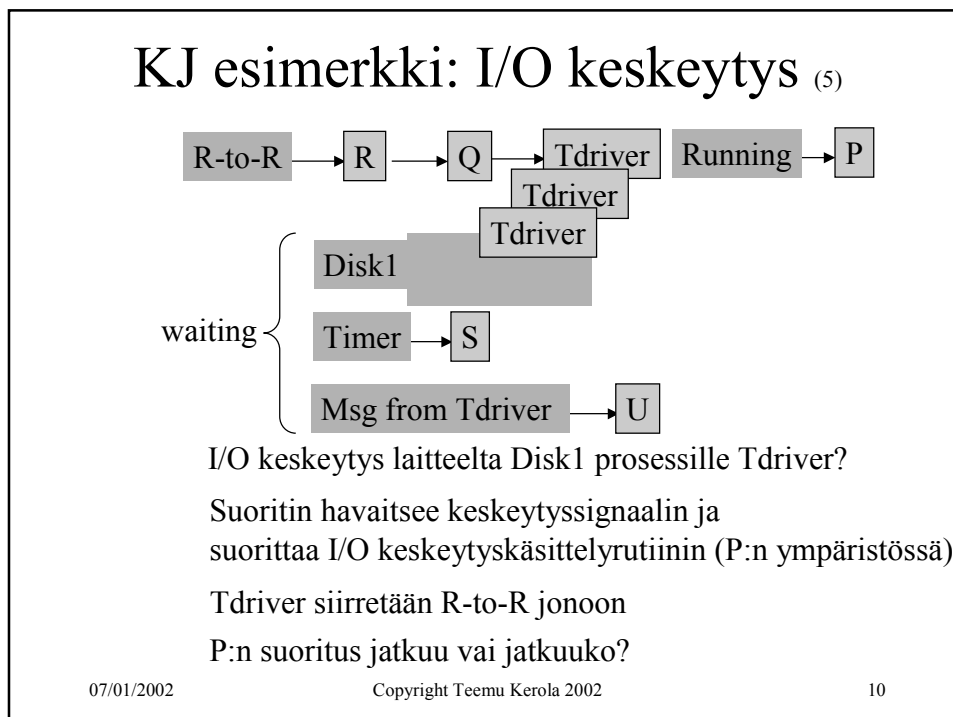 KJ esimerkki: I/O keskeytys (5)
R-to-R R Q Tdriver Running P
Tdriver
Tdriver
Disk1
waiting
Timer S
Msg from Tdriver U
I/O keskeytys laitteelta Disk1 prosessille Tdriver?
Suoritin havaitsee keskeytyssignaalin ja
suorittaa I/O keskeytyskäsittelyrutiinin (P:n ympäristössä)
Tdriver siirretään R-to-R jonoon
P:n suoritus jatkuu vai jatkuuko?
07/01/2002 Copyright Teemu Kerola 2002 10